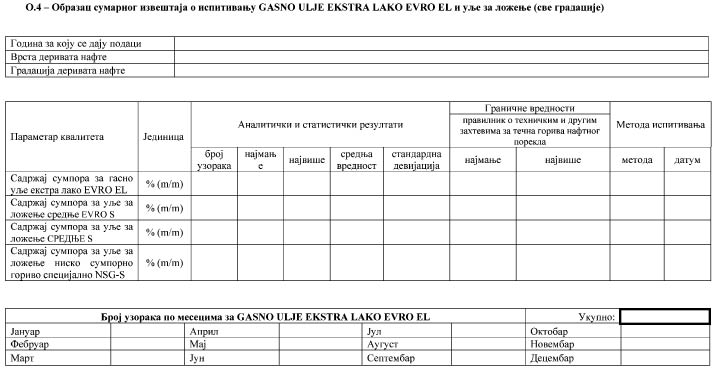 О.4 – Образац сумарног извештаја о испитивању GASNO ULJE EKSTRA LAKO EVRO EL и уље за ложење (све градације)
Година за коју се дају подаци
Врста деривата нафте
Градација деривата нафте
Параметар квалитета
Јединица
Аналитички и статистички резултати
Граничне вредности
правилник о техничким и другим
захтевима за течна горива нафтног
порекла
Метода испитивања
број
узорака
најмањ
е
највише
средња
вредност
стандардна
девијација
најмање
највише
метода
датум
Садржај сумпора за гасно
уље екстра лако EVRO EL
% (m/m)
Садржај сумпора за уље за
ложење средње EVRO S
% (m/m)
Садржај сумпора за уље за
ложење СРЕДЊЕ S
% (m/m)
Садржај сумпора за уље за
ложење ниско сумпорно
гориво специјално NSG-S
% (m/m)
Број узорака по месецима за GASNO ULJE EKSTRA LAKO EVRO EL
Укупно:
Јануар
Април
Јул
Октобар
Фебруар
Мај
Аугуст
Новембар
Март
Јун
Септембар
Децембар